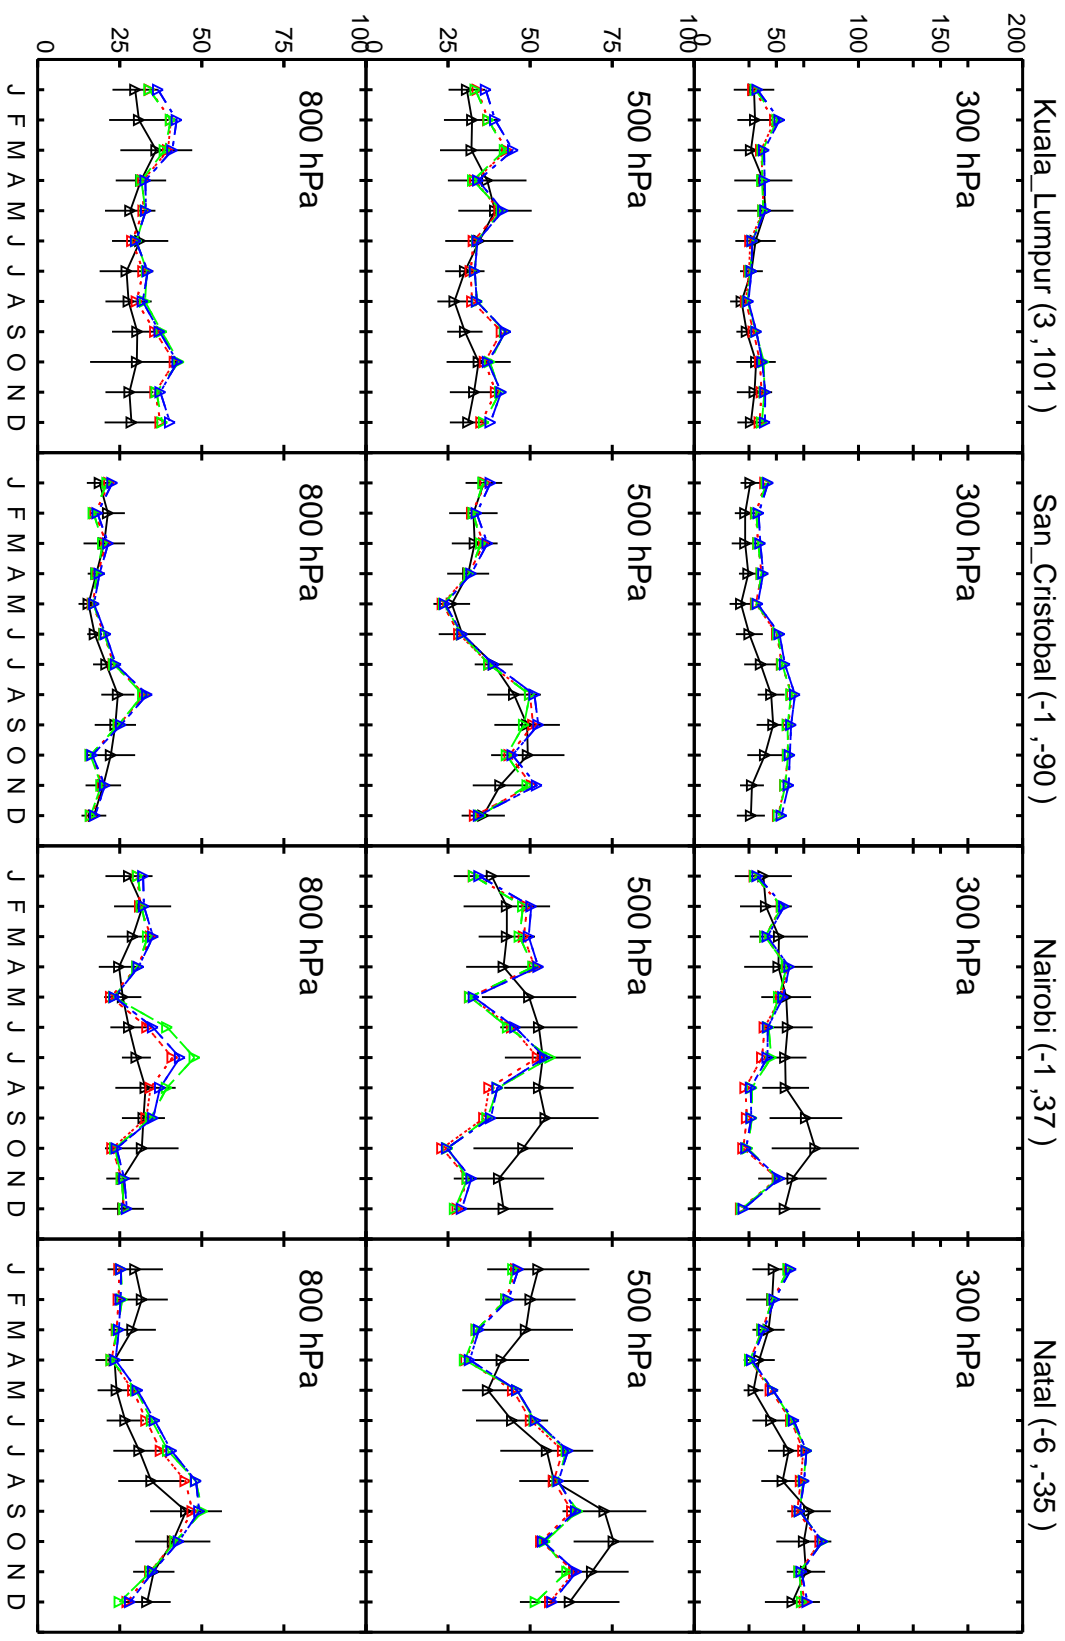 Kuala_Lumpur (3 ,101 )
San_Cristobal (-1 ,-90 )
Nairobi (-1 ,37 )
Natal (-6 ,-35 )
200
150
100
50
0
300 hPa
300 hPa
300 hPa
300 hPa
100
75
50
25
0
500 hPa
500 hPa
500 hPa
500 hPa
100
75
50
25
0
800 hPa
800 hPa
800 hPa
800 hPa
J F M A M J J A S O N D
J F M A M J J A S O N D
J F M A M J J A S O N D
J F M A M J J A S O N D